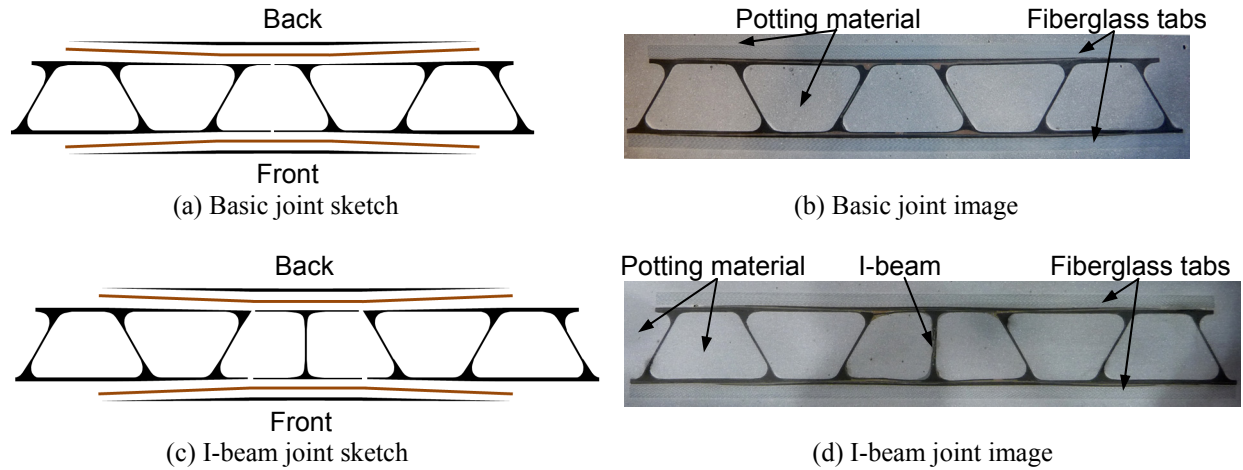 Back
Front
(a) Basic joint sketch
Potting material
Fiberglass tabs
(b) Basic joint image
Back
Front
(c) I-beam joint sketch
Potting material
I-beam
Fiberglass tabs
(d) I-beam joint image